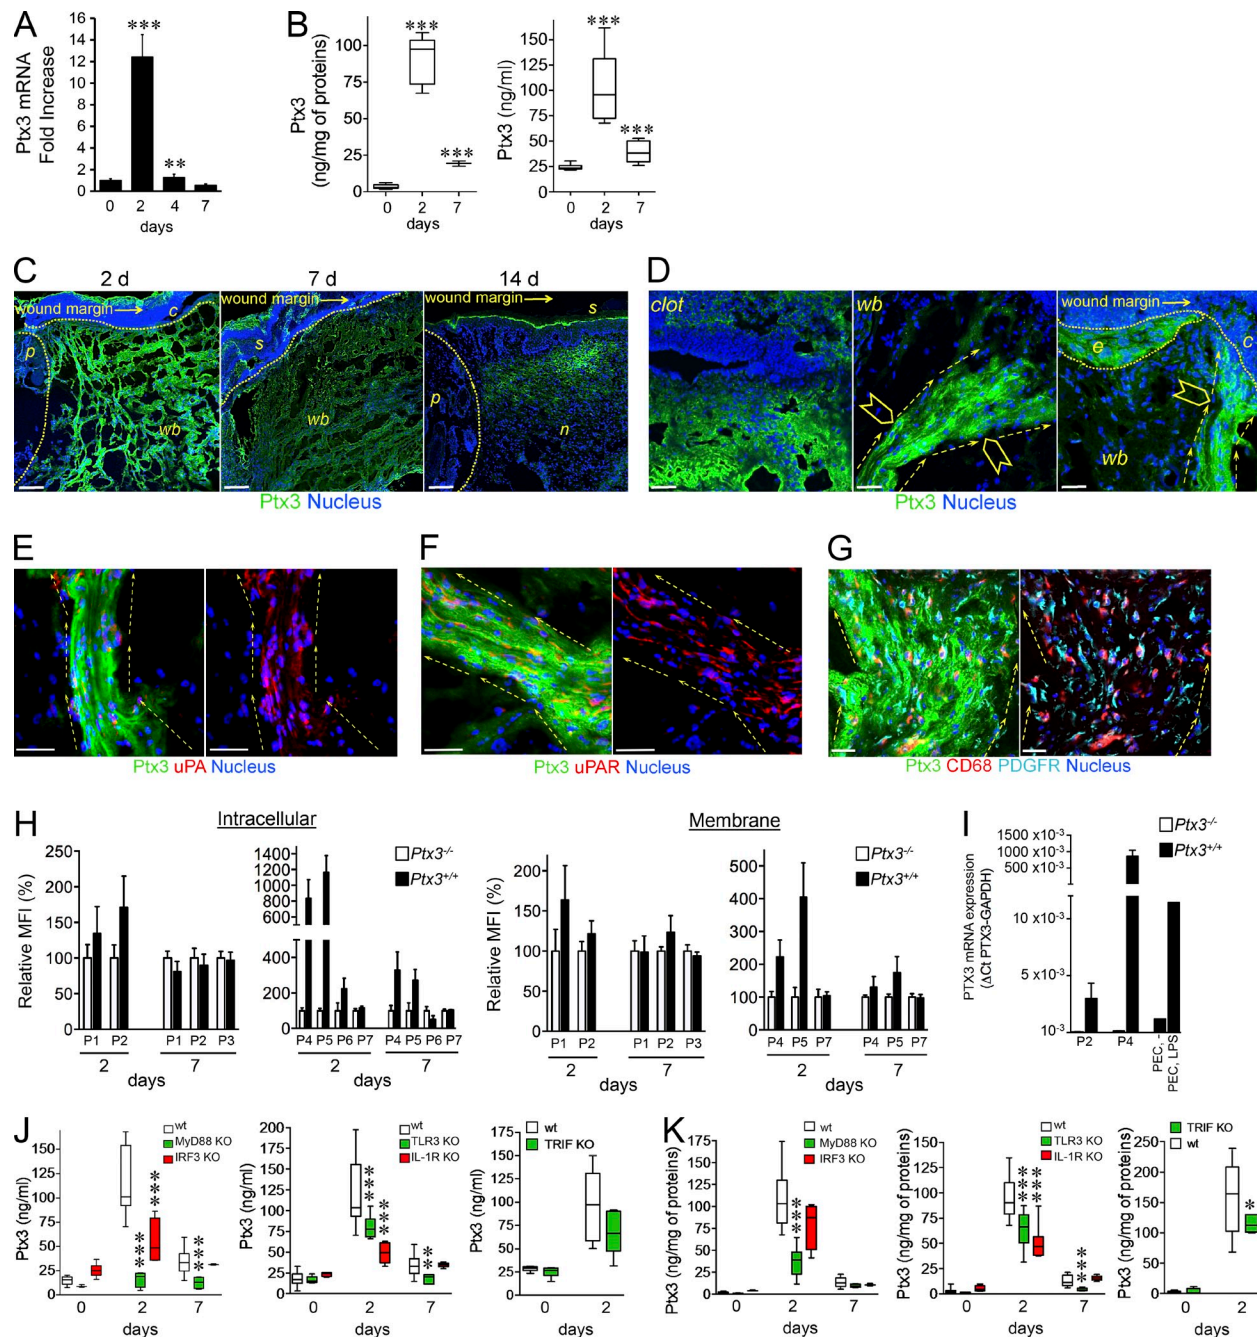 A
Ptx3 mRNA
Fold Increase
16
14
12
10
8
6
4
2
0
***
**
0 2 4 7
days
B
Ptx3
(ng/mg of proteins)
100
75
50
25
0
***
***
0 2 7
days
Ptx3 (ng/ml)
150
125
100
75
50
25
0
***
***
0 2 7
days
C
2 d 7 d 14 d
wound margin
c
p
wb
wound margin
s
wb
wound margin
s
p
n
Ptx3 Nucleus
D
clot
wb
wound margin
e
c
wb
Ptx3 Nucleus
E
Ptx3 uPA Nucleus
F
Ptx3 uPAR Nucleus
G
Ptx3 CD68 PDGFR Nucleus
H
Intracellular
Relative MFI (%)
250
200
150
100
50
0
P1 P2 P1 P2 P3
2 7
days
1400
1200
1000
800
600
400
200
100
0
Ptx3-/-
Ptx3+/+
P4 P5 P6 P7 P4 P5 P6 P7
2 7
days
Membrane
Relative MFI (%)
250
200
150
100
50
0
P1 P2 P1 P2 P3
2 7
days
500
400
300
200
100
0
Ptx3-/-
Ptx3+/+
P4 P5 P7 P4 P5 P7
2 7
days
I
PTX3 mRNA expression
(ΔCt PTX3-GAPDH)
1500 x10-3
1000 x10-3
500 x10-3
10 x10-3
5 x10-3
10-3
Ptx3-/-
Ptx3+/+
P2 P4 PEC, - PEC, LPS
J
Ptx3 (ng/ml)
175
150
125
100
75
50
25
0
wt
MyD88 KO
IRF3 KO
***
***
***
0 2 7
days
Ptx3 (ng/ml)
200
175
150
125
100
75
50
25
0
wt
TLR3 KO
IL-1R KO
***
***
**
0 2 7
days
Ptx3 (ng/ml)
200
150
100
50
0
wt
TRIF KO
0 2
days
K
Ptx3 (ng/mg of proteins)
175
150
125
100
75
50
25
0
wt
MyD88 KO
IRF3 KO
***
0 2 7
days
Ptx3 (ng/mg of proteins)
175
150
125
100
75
50
25
0
wt
TLR3 KO
IL-1R KO
***
***
***
0 2 7
days
Ptx3 (ng/mg of proteins)
250
200
150
100
50
0
TRIF KO
wt
*
0 2
days